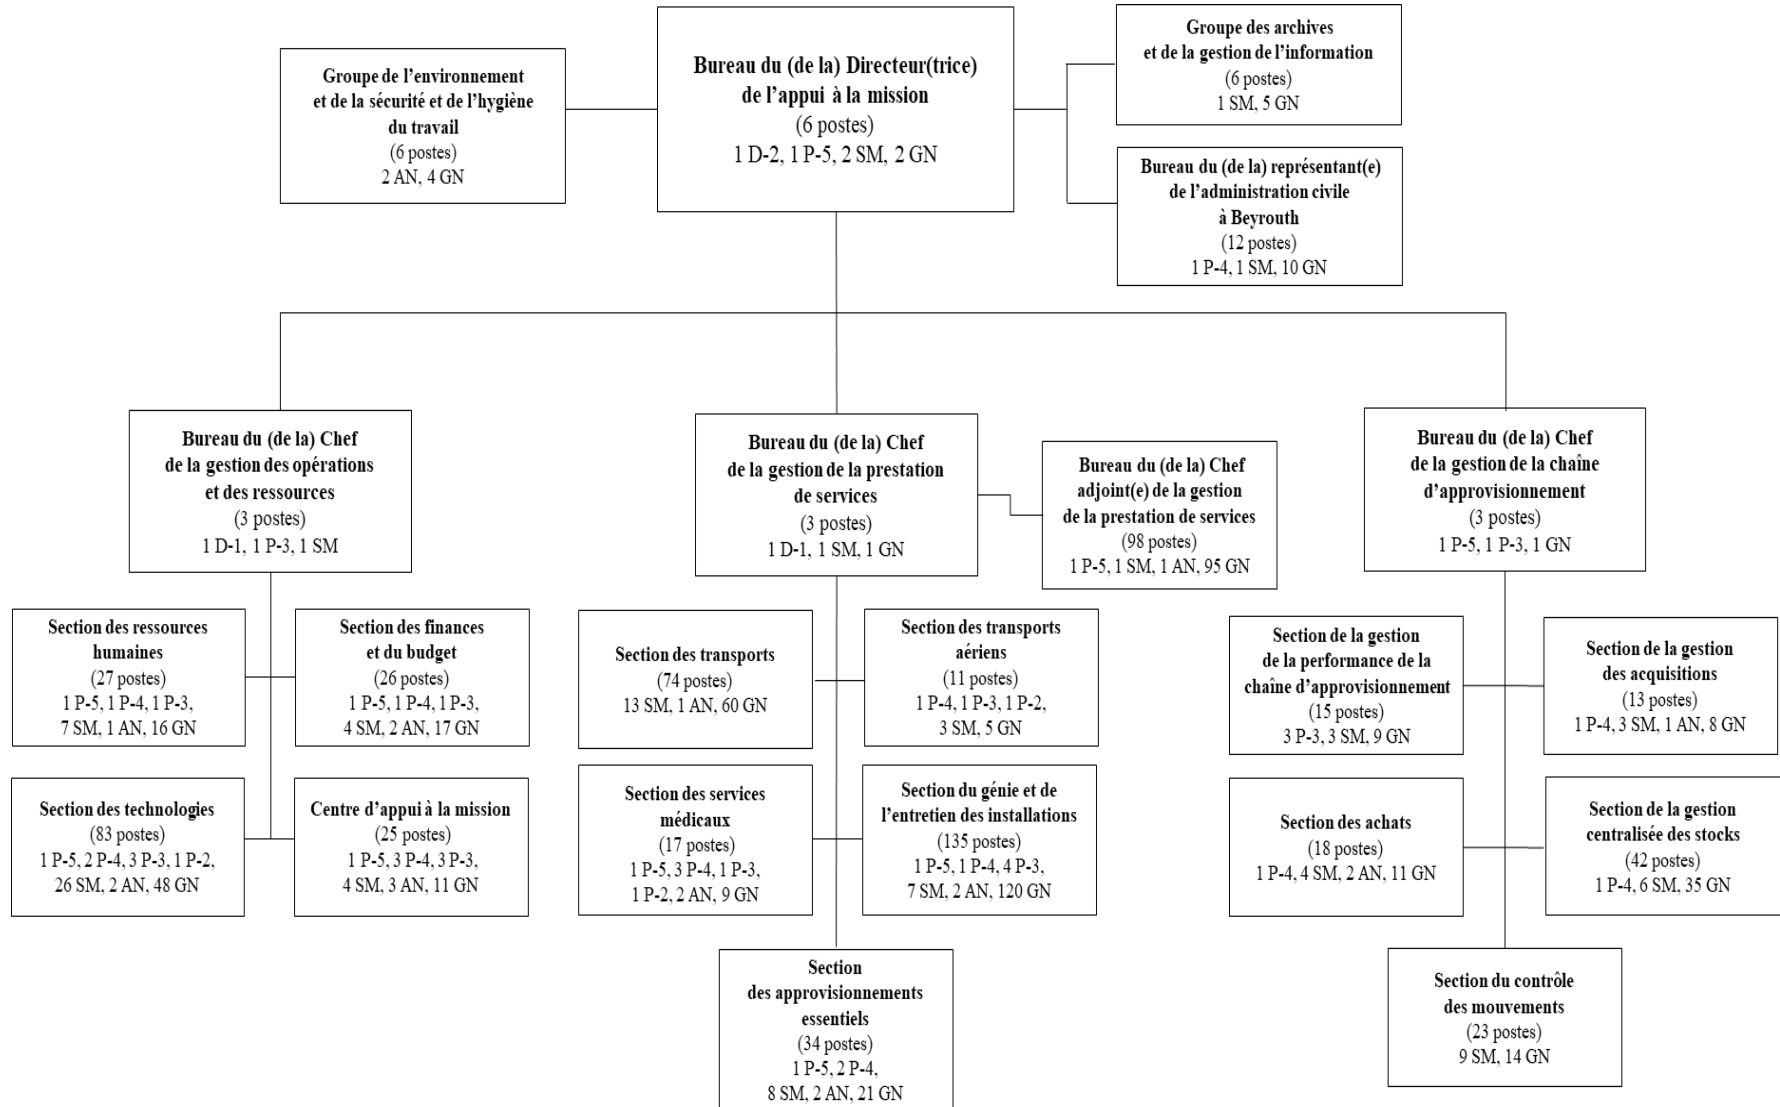 Groupe de l'environnement
et de la sécurité et de l'hygiène
du travail
(6 postes)
2 AN, 4 GN
Bureau du (de la) Directeur(trice)
de l'appui à la mission
(6 postes)
1 D-2, 1 P-5, 2 SM, 2 GN
Groupe des archives
et de la gestion de l'information
(6 postes)
1 SM, 5 GN
Bureau du (de la) représentant(e)
de l'administration civile
à Beyrouth
(12 postes)
1 P-4, 1 SM, 10 GN
Bureau du (de la) Chef
de la gestion des opérations
et des ressources
(3 postes)
1 D-1, 1 P-3, 1 SM
Bureau du (de la) Chef
de la gestion de la prestation
de services
(3 postes)
1 D-1, 1 SM, 1 GN
Bureau du (de la) Chef
adjoint(e) de la gestion
de la prestation de services
(98 postes)
1 P-5, 1 SM, 1 AN, 95 GN
Bureau du (de la) Chef
de la gestion de la chaîne
d'approvisionnement
(3 postes)
1 P-5, 1 P-3, 1 GN
Section des ressources
humaines
(27 postes)
1 P-5, 1 P-4, 1 P-3,
7 SM, 1 AN, 16 GN
Section des finances
et du budget
(26 postes)
1 P-5, 1 P-4, 1 P-3,
4 SM, 2 AN, 17 GN
Section des transports
(74 postes)
13 SM, 1 AN, 60 GN
Section des transports
aériens
(11 postes)
1 P-4, 1 P-3, 1 P-2,
3 SM, 5 GN
Section de la gestion
de la performance de la
chaîne d'approvisionnement
(15 postes)
3 P-3, 3 SM, 9 GN
Section de la gestion
des acquisitions
(13 postes)
1 P-4, 3 SM, 1 AN, 8 GN
Section des technologies
(83 postes)
1 P-5, 2 P-4, 3 P-3, 1 P-2,
26 SM, 2 AN, 48 GN
Centre d'appui à la mission
(25 postes)
1 P-5, 3 P-4, 3 P-3,
4 SM, 3 AN, 11 GN
Section des services
médicaux
(17 postes)
1 P-5, 3 P-4, 1 P-3,
1 P-2, 2 AN, 9 GN
Section du génie et de
l'entretien des installations
(135 postes)
1 P-5, 1 P-4, 4 P-3,
7 SM, 2 AN, 120 GN
Section des achats
(18 postes)
1 P-4, 4 SM, 2 AN, 11 GN
Section de la gestion
centralisée des stocks
(42 postes)
1 P-4, 6 SM, 35 GN
Section
des approvisionnements
essentiels
(34 postes)
1 P-5, 2 P-4,
8 SM, 2 AN, 21 GN
Section du contrôle
des mouvements
(23 postes)
9 SM, 14 GN